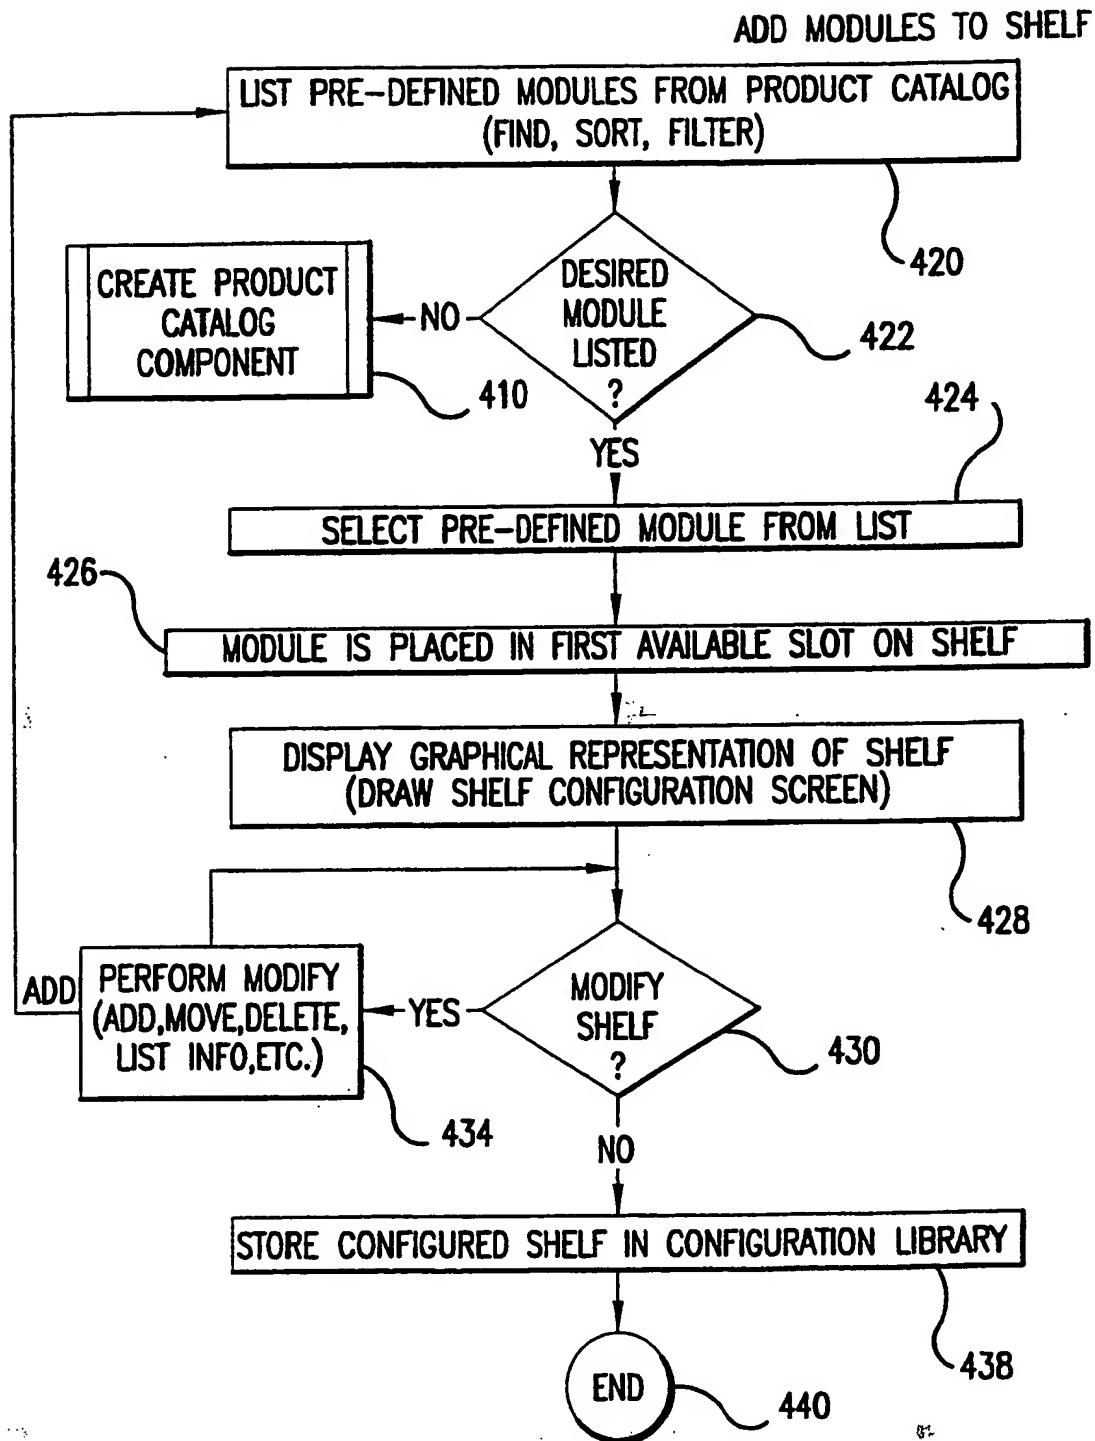 ADD MODULES TO SHELF
LIST PRE-DEFINED MODULES FROM PRODUCT CATALOG
(FIND, SORT, FILTER)
420
DESIRED
MODULE
LISTED
?
422
NO
CREATE PRODUCT
CATALOG
COMPONENT
410
YES
424
SELECT PRE-DEFINED MODULE FROM LIST
426
MODULE IS PLACED IN FIRST AVAILABLE SLOT ON SHELF
DISPLAY GRAPHICAL REPRESENTATION OF SHELF
(DRAW SHELF CONFIGURATION SCREEN)
428
MODIFY
SHELF
?
430
YES
ADD
PERFORM MODIFY
(ADD,MOVE,DELETE,
LIST INFO,ETC.)
434
NO
STORE CONFIGURED SHELF IN CONFIGURATION LIBRARY
438
END
440